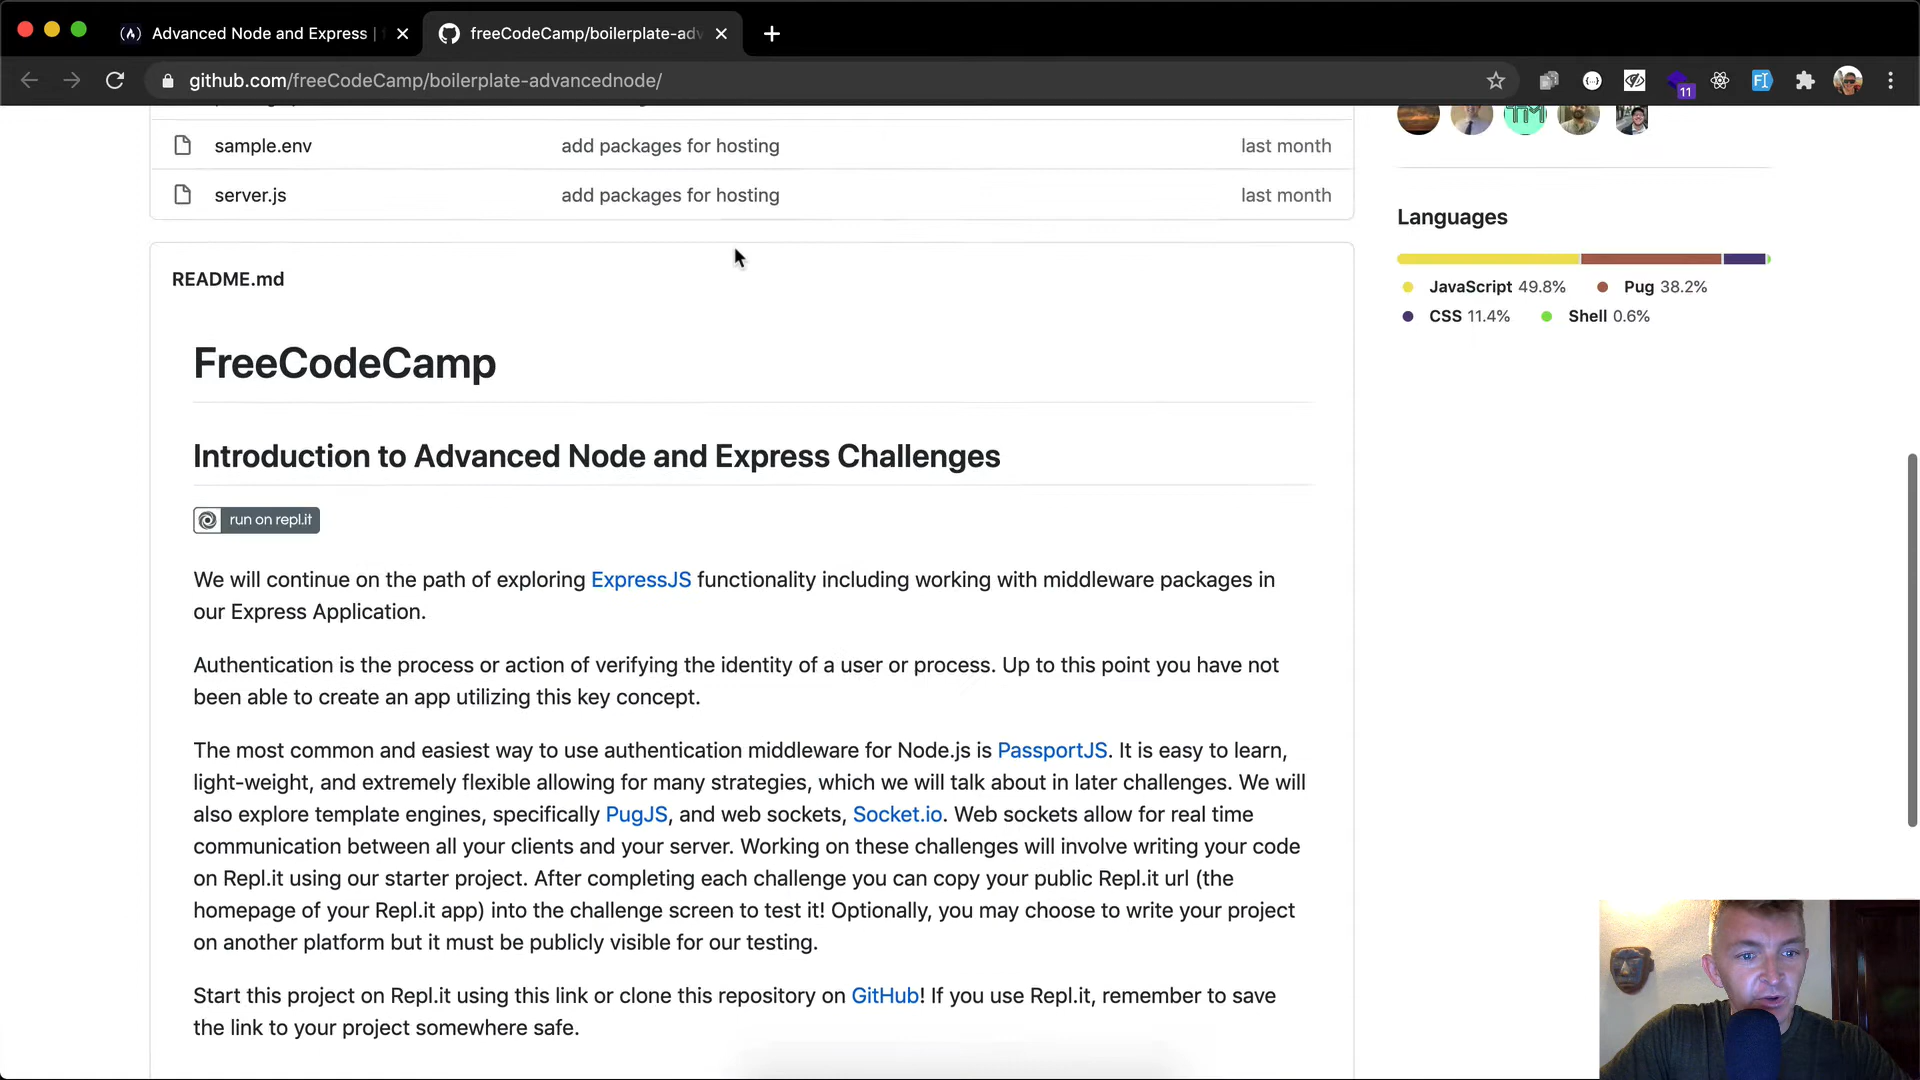 Advanced Node and Express |
freeCodeCamp/boilerplate-adv
github.com/freeCodeCamp/boilerplate-advancednode/
11
sample.env add packages for hosting last month
server.js add packages for hosting last month
README.md
FreeCodeCamp
Introduction to Advanced Node and Express Challenges
run on repl.it
We will continue on the path of exploring ExpressJS functionality including working with middleware packages in
our Express Application.
Authentication is the process or action of verifying the identity of a user or process. Up to this point you have not
been able to create an app utilizing this key concept.
The most common and easiest way to use authentication middleware for Node.js is PassportJS. It is easy to learn,
light-weight, and extremely flexible allowing for many strategies, which we will talk about in later challenges. We will
also explore template engines, specifically PugJS, and web sockets, Socket.io. Web sockets allow for real time
communication between all your clients and your server. Working on these challenges will involve writing your code
on Repl.it using our starter project. After completing each challenge you can copy your public Repl.it url (the
homepage of your Repl.it app) into the challenge screen to test it! Optionally, you may choose to write your project
on another platform but it must be publicly visible for our testing.
Start this project on Repl.it using this link or clone this repository on GitHub! If you use Repl.it, remember to save
the link to your project somewhere safe.
Languages
JavaScript 49.8% Pug 38.2%
CSS 11.4% Shell 0.6%